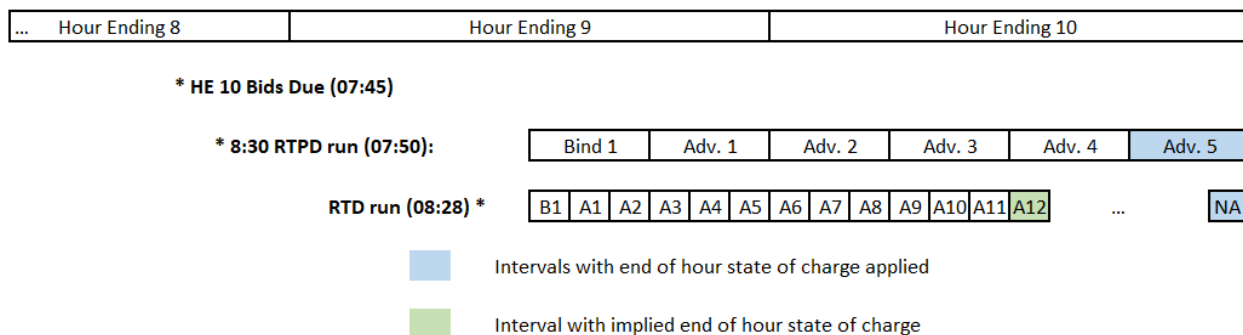 ... Hour Ending 8 Hour Ending 9 Hour Ending 10
* HE 10 Bids Due (07:45)
* 8:30 RTPD run (07:50): Bind 1 Adv. 1 Adv. 2 Adv. 3 Adv. 4 Adv. 5
RTD run (08:28) * B1 A1 A2 A3 A4 A5 A6 A7 A8 A9 A10 A11 A12 ... NA
Intervals with end of hour state of charge applied
Interval with implied end of hour state of charge